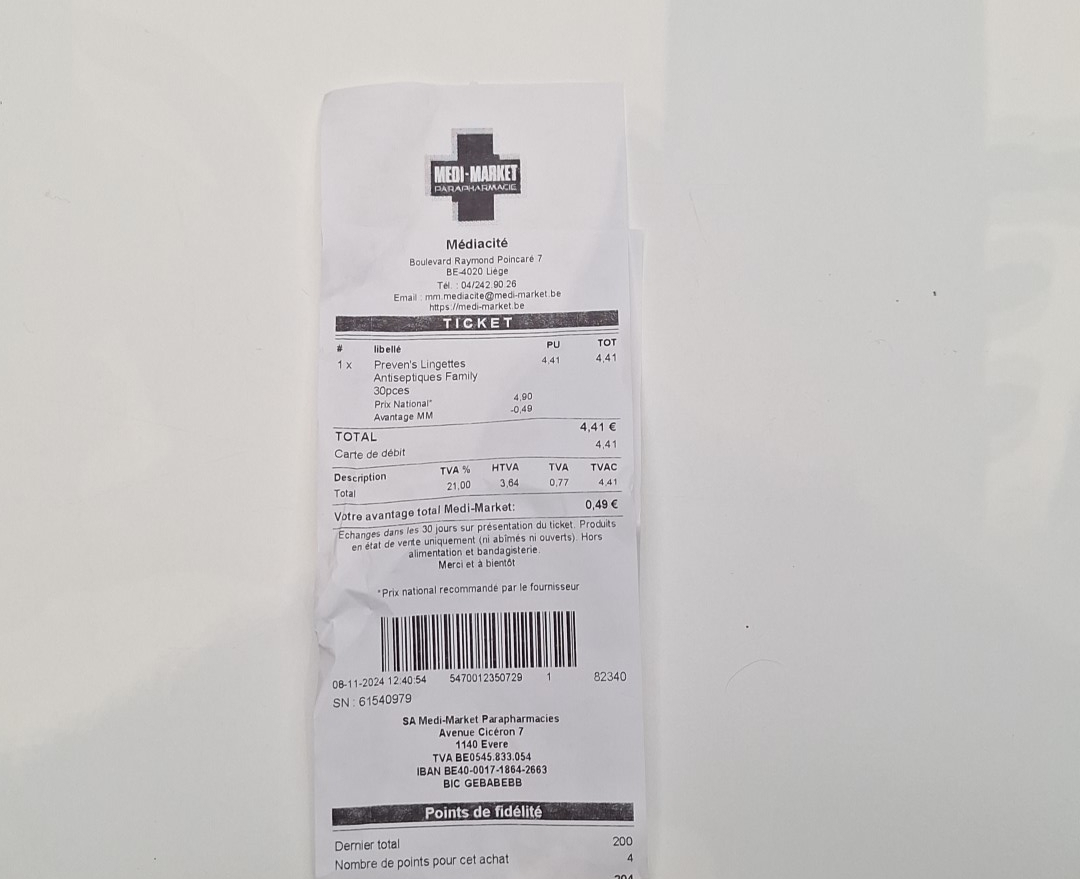 MEDI-MARKET
PARAPHARMACIE
Médiacité
Boulevard Raymond Poincaré 7
BE-4020 Liège
Tél. : 04/242.90.26
Email : mm.mediacite@medi-market.be
https://medi-market.be
TICKET
# libellé PU TOT
1 x Preven's Lingettes 4,41 4,41
Antiseptiques Family
30pces
Prix National* 4,90
Avantage MM -0,49
TOTAL 4,41 €
Carte de débit 4,41
Description TVA % HTVA TVA TVAC
Total 21,00 3,64 0,77 4,41
Votre avantage total Medi-Market: 0,49 €
Echanges dans les 30 jours sur présentation du ticket. Produits
en état de vente uniquement (ni abîmés ni ouverts). Hors
alimentation et bandagisterie.
Merci et à bientôt
*Prix national recommandé par le fournisseur
08-11-2024 12:40:54 5470012350729 1 82340
SN : 61540979
SA Medi-Market Parapharmacies
Avenue Cicéron 7
1140 Evere
TVA BE0545.833.054
IBAN BE40-0017-1864-2663
BIC GEBABEBB
Points de fidélité
Dernier total 200
Nombre de points pour cet achat 4
204